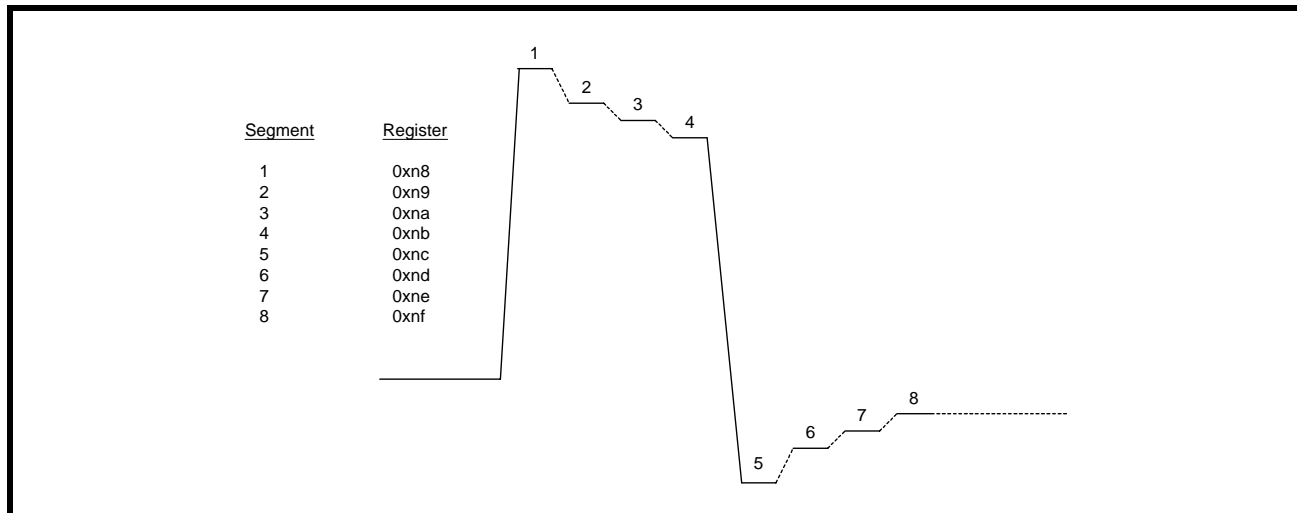 Segment Register
1 0xn8
2 0xn9
3 0xna
4 0xnb
5 0xnc
6 0xnd
7 0xne
8 0xnf
1
2
3
4
5
6
7
8